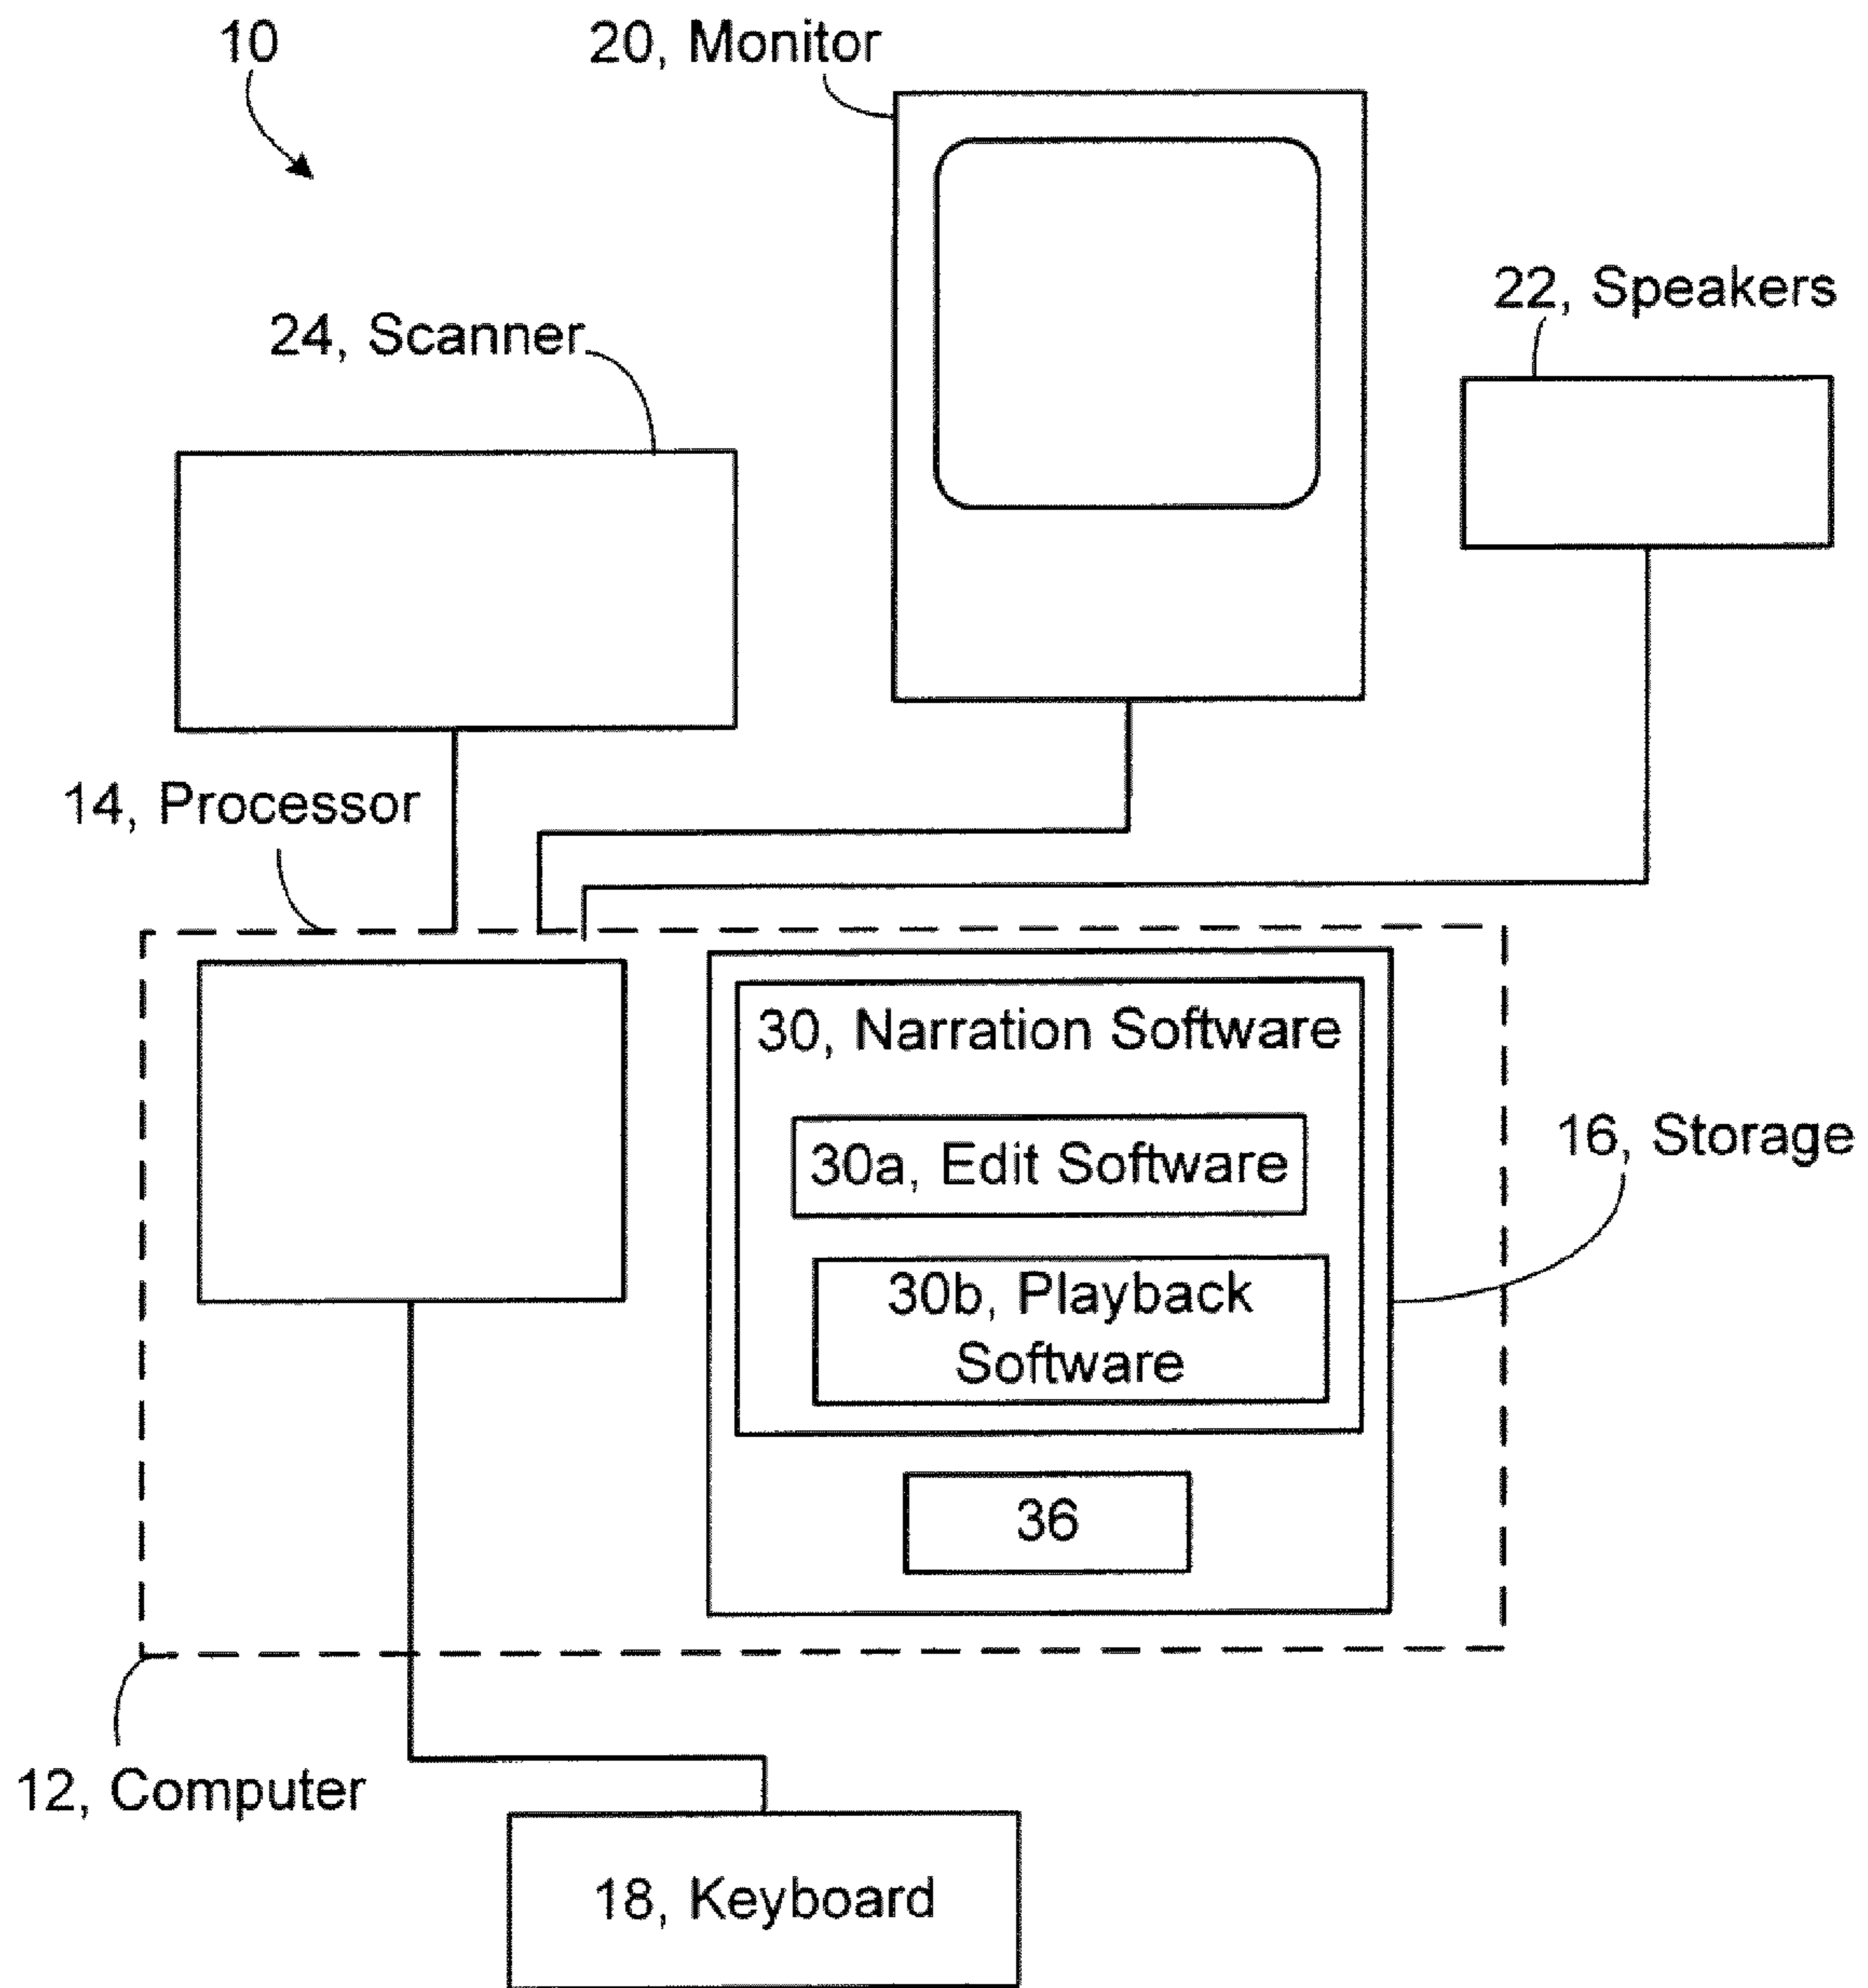 10
20, Monitor
22, Speakers
24, Scanner
14, Processor
30, Narration Software
30a, Edit Software
16, Storage
30b, Playback
Software
36
12, Computer
18, Keyboard